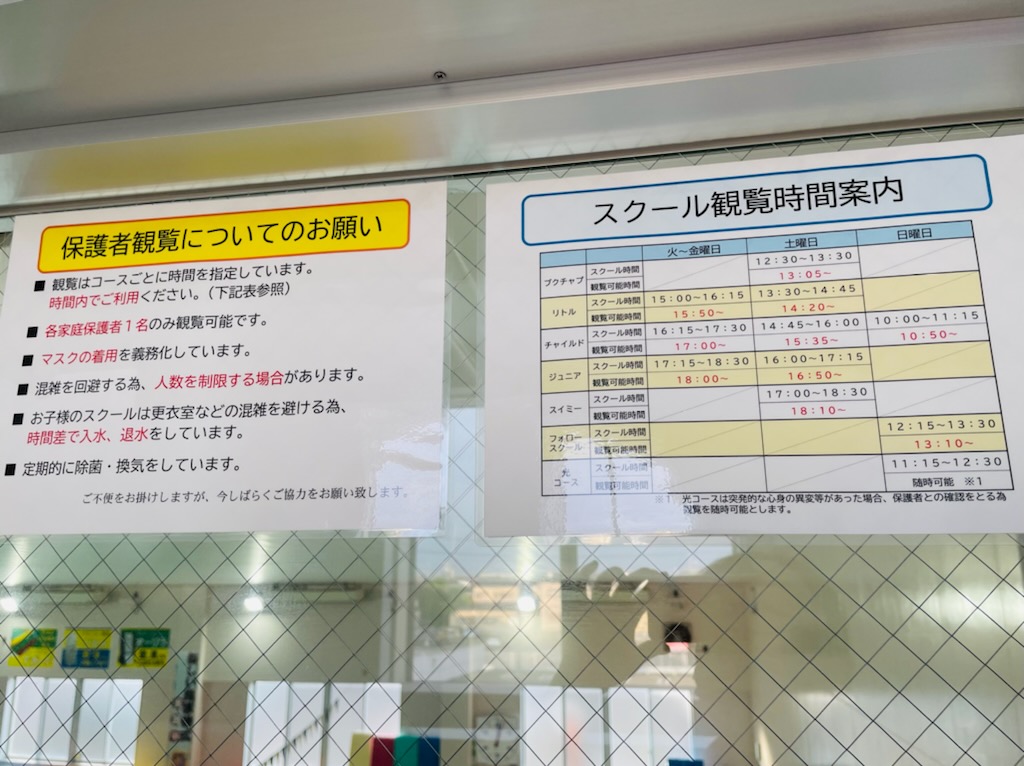 保護者観覧についてのお願い
■ 観覧はコースごとに時間を指定しています。
時間内でご利用ください。（下記表参照）
■ 各家庭保護者１名のみ観覧可能です。
■ マスクの着用を義務化しています。
■ 混雑を回避する為、人数を制限する場合があります。
■ お子様のスクールは更衣室などの混雑を避ける為、
時間差で入水、退水をしています。
■ 定期的に除菌・換気をしています。
ご不便をお掛けしますが、今しばらくご協力をお願い致します。
スクール観覧時間案内
火～金曜日 土曜日 日曜日
プクチャプ スクール時間 12:30～13:30
観覧可能時間 13:05～
リトル スクール時間 15:00～16:15 13:30～14:45
観覧可能時間 15:50～ 14:20～
チャイルド スクール時間 16:15～17:30 14:45～16:00 10:00～11:15
観覧可能時間 17:00～ 15:35～ 10:50～
ジュニア スクール時間 17:15～18:30 16:00～17:15
観覧可能時間 18:00～ 16:50～
スイミー スクール時間 17:00～18:30
観覧可能時間 18:10～
フォロースクール スクール時間 12:15～13:30
観覧可能時間 13:10～
光コース スクール時間 11:15～12:30
観覧可能時間 随時可能 ※1
※1 光コースは突発的な心身の異変等があった場合、保護者との確認をとる為
観覧を随時可能とします。